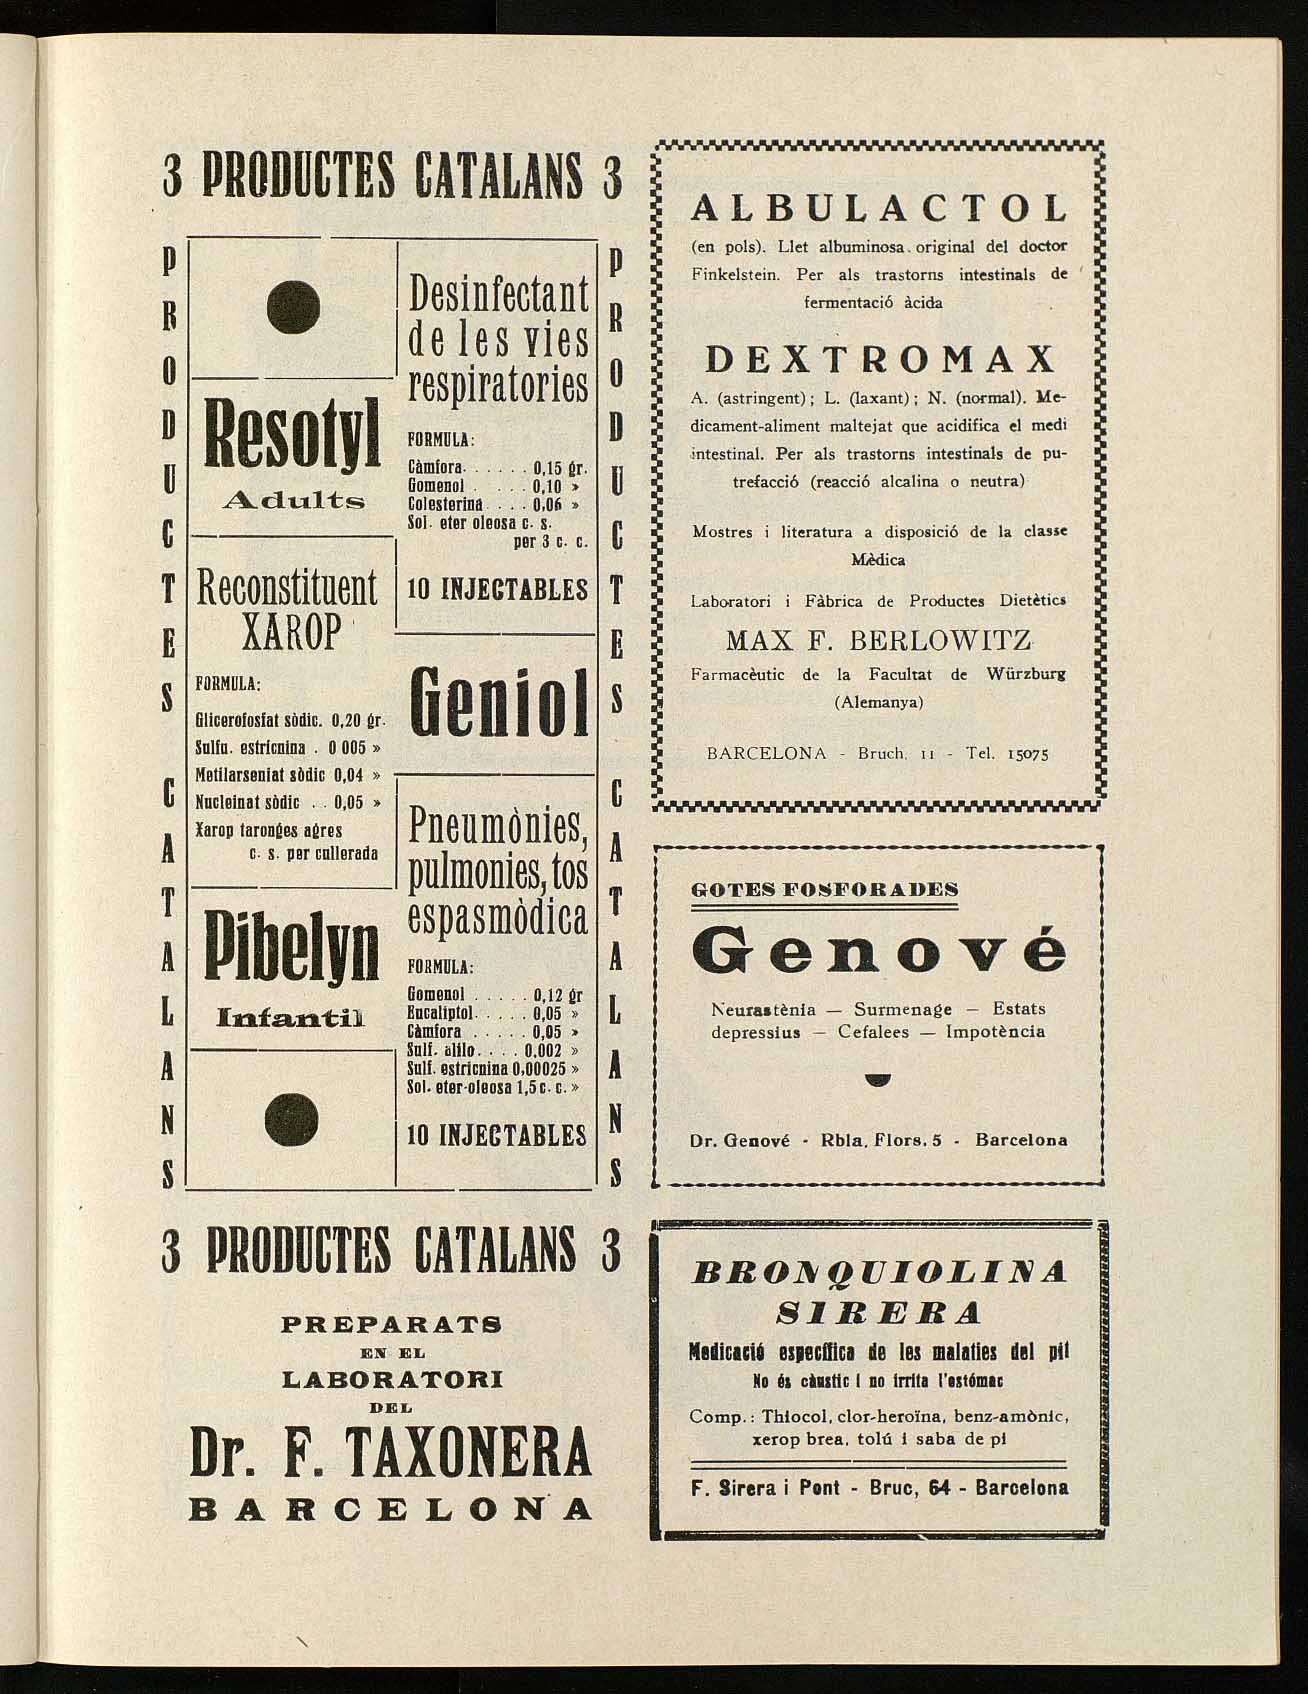 3 PRODUCTES CATALANS 3
PRODUCTES CATALANS
Resotyl
Adults
Reconstituent
XAROP
FORMULA:
Glicerofosfat sòdic. 0,20 gr.
Sulfu. estricnina . 0 005 »
Metilarseniat sòdic 0,04 »
Nucleinat sòdic . . 0,05 »
Xarop taronges agres
c. s. per cullerada
Pibelyn
Infantil
Desinfectant
de les vies
respiratories
FORMULA:
Càmfora. . . . . . 0,15 gr.
Gomenol . . . . 0,10 »
Colesterina . . . . 0,06 »
Sol. eter oleosa c. s.
per 3 c. c.
10 INJECTABLES
Geniol
Pneumònies,
pulmonies, tos
espasmòdica
FORMULA:
Gomenol . . . . . 0,12 gr
Eucaliptol. . . . . 0,05 »
Càmfora . . . . . 0,05 »
Sulf. alilo. . . . 0,002 »
Sulf. estricnina 0,00025 »
Sol. eter-oleosa 1,5 c. c. »
10 INJECTABLES
PRODUCTES CATALANS
3 PRODUCTES CATALANS 3
PREPARATS
EN EL
LABORATORI
DEL
Dr. F. TAXONERA
BARCELONA
ALBULACTOL
(en pols). Llet albuminosa original del doctor
Finkelstein. Per als trastorns intestinals de
fermentació àcida
DEXTROMAX
A. (astringent); L. (laxant); N. (normal). Me-
dicament-aliment maltejat que acidifica el medi
intestinal. Per als trastorns intestinals de pu-
trefacció (reacció alcalina o neutra)
Mostres i literatura a disposició de la classe
Mèdica
Laboratori i Fàbrica de Productes Dietètics
MAX F. BERLOWITZ
Farmacèutic de la Facultat de Würzburg
(Alemanya)
BARCELONA - Bruch, 11 - Tel. 15075
GOTES FOSFORADES
Genové
Neurastènia — Surmenage — Estats
depressius — Cefalees — Impotència
Dr. Genové - Rbla. Flors, 5 - Barcelona
BRONQUIOLINA
SIRERA
Medicació específica de les malaties del pit
No és càustic i no irrita l'estómac
Comp.: Thiocol, clor-heroïna, benz-amònic,
xerop brea, tolú i saba de pi
F. Sirera i Pont - Bruc, 64 - Barcelona